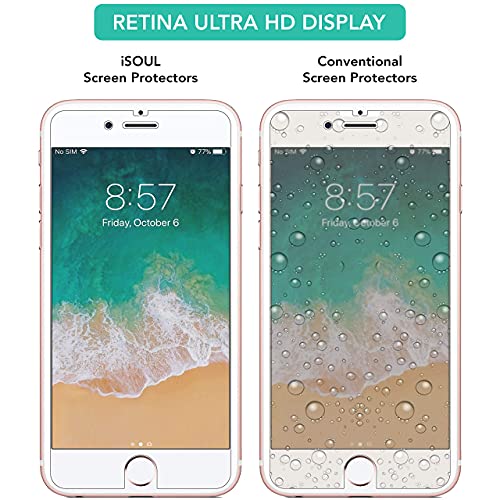 RETINA ULTRA HD DISPLAY
iSOUL
Screen Protectors
Conventional
Screen Protectors
No SIM 77%
8:57
Friday, October 6
No SIM 77%
8:57
Friday, October 6